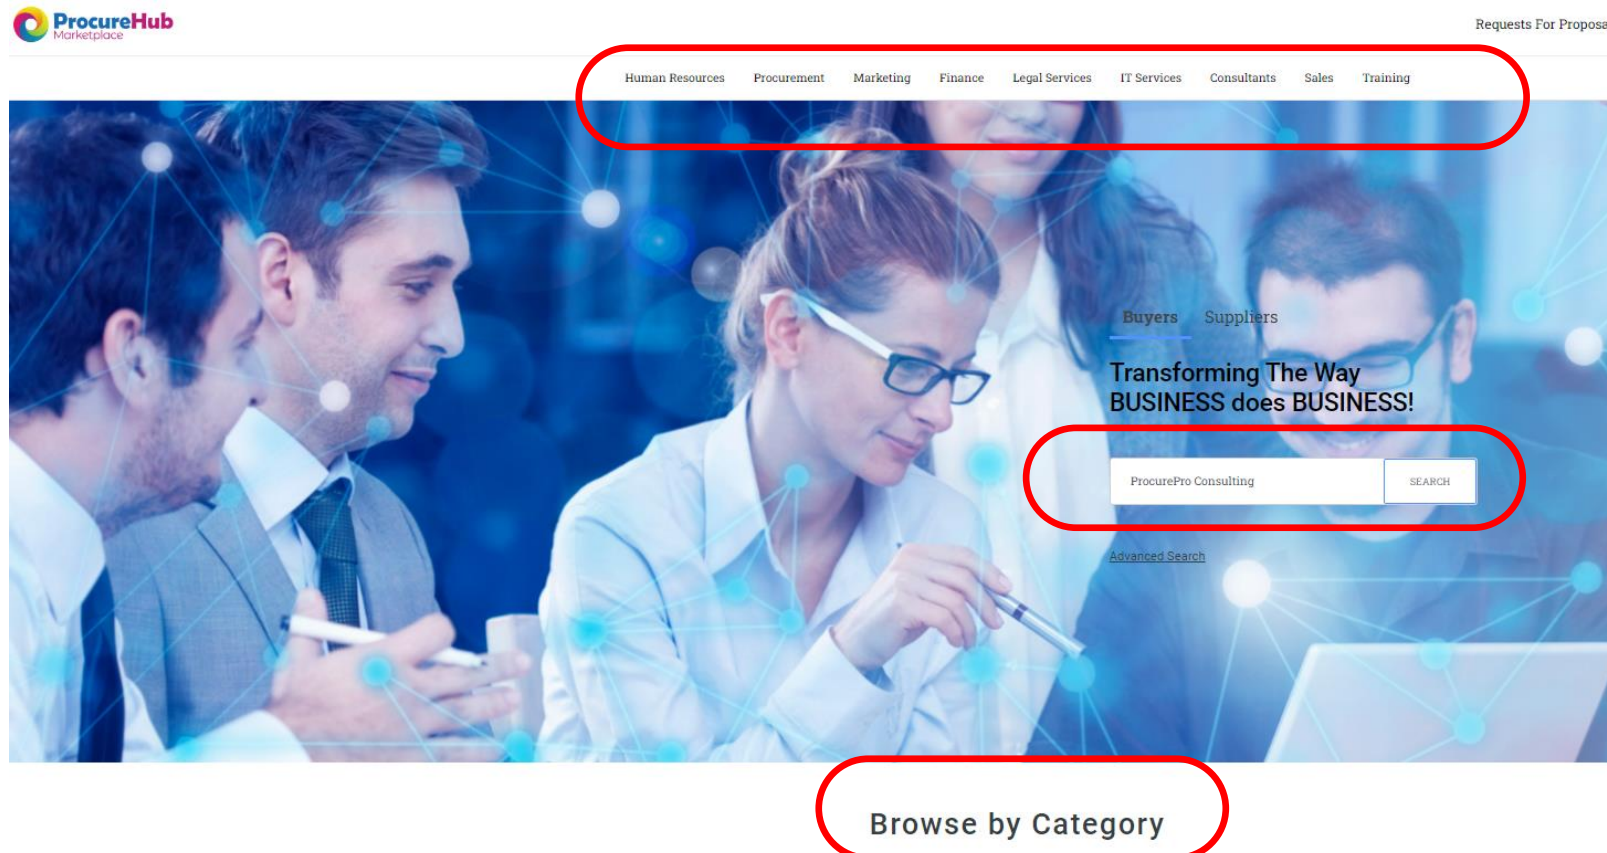 ProcureHub
Marketplace
Requests For Proposa
Human Resources Procurement Marketing Finance Legal Services IT Services Consultants Sales Training
Buyers Suppliers
Transforming The Way
BUSINESS does BUSINESS!
ProcurePro Consulting SEARCH
Advanced Search
Browse by Category